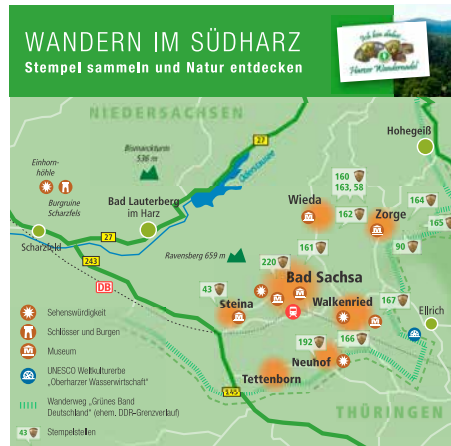 WANDERN IM SÜDHARZ
Stempel sammeln und Natur entdecken
Ich bin dabei:
Harzer Wandernadel
NIEDERSACHSEN
Bismarckturm
536 m
27
Hohegeiß
Einhorn-
höhle
Oderstausee
160
163, 58
164
Burgruine
Scharzfels
Bad Lauterberg
im Harz
Wieda
162
Zorge
165
Scharzfeld
27
161
90
243
Ravensberg 659 m
220
DB
Bad Sachsa
43
Steina
Walkenried
167
Ellrich
Sehenswürdigkeit
Schlösser und Burgen
192
166
Museum
Neuhof
UNESCO Weltkulturerbe
„Oberharzer Wasserwirtschaft“
Tettenborn
Wanderweg „Grünes Band
Deutschland“ (ehem. DDR-Grenzverlauf)
THÜRINGEN
43 Stempelstellen